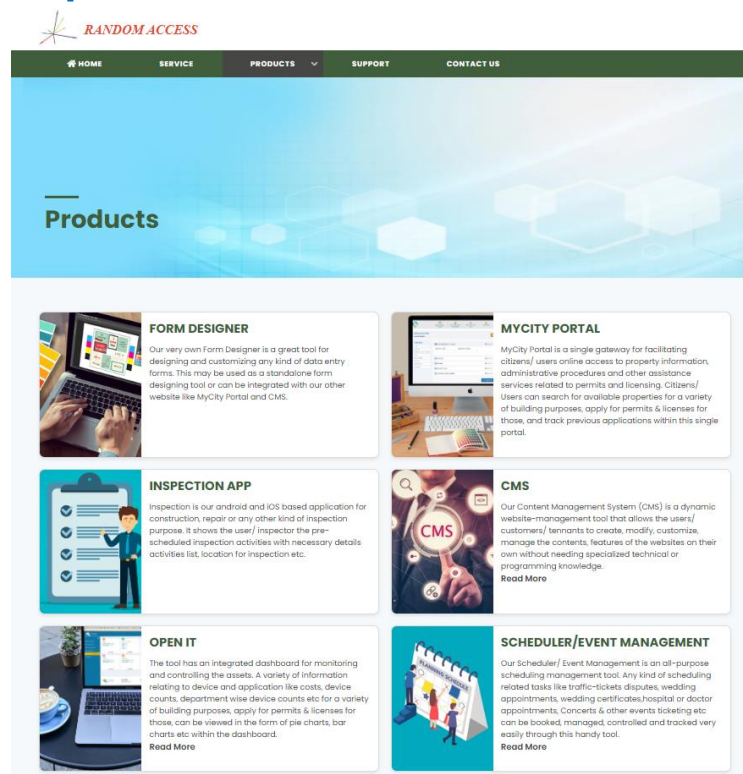 RANDOM ACCESS
HOME SERVICE PRODUCTS SUPPORT CONTACT US
Products
FORM DESIGNER
Our very own Form Designer is a great tool for
designing and customizing any kind of data entry
forms. This may be used as a standalone form
designing tool or can be integrated with our other
website like MyCity Portal and CMS.
MYCITY PORTAL
MyCity Portal is a single gateway for facilitating
citizens/ users online access to property information,
administrative procedures and other assistance
services related to permits and licensing. Citizens/
Users can search for available properties for a variety
of building purposes, apply for permits & licenses for
those, and track previous applications within this single
portal.
INSPECTION APP
Inspection is our android and iOS based application for
construction, repair or any other kind of inspection
purpose. It shows the user/ inspector the pre-
scheduled inspection activities with necessary details
activities list, location for inspection etc.
CMS
CMS
Our Content Management System (CMS) is a dynamic
website-management tool that allows the users/
customers/ tennants to create, modify, customize,
manage the contents, features of the websites on their
own without needing specialized technical or
programming knowledge.
Read More
OPEN IT
The tool has an integrated dashboard for monitoring
and controlling the assets. A variety of information
relating to device and application like costs, device
counts, department wise device counts etc for a variety
of building purposes, apply for permits & licenses for
those, can be viewed in the form of pie charts, bar
charts etc within the dashboard.
Read More
PLANNING SCHEDULE
SCHEDULER/EVENT MANAGEMENT
Our Scheduler/ Event Management is an all-purpose
scheduling management tool. Any kind of scheduling
related tasks like traffic-tickets disputes, wedding
appointments, wedding certificates,hospital or doctor
appointments, Concerts & other events ticketing etc
can be booked, managed, controlled and tracked very
easily through this handy tool.
Read More